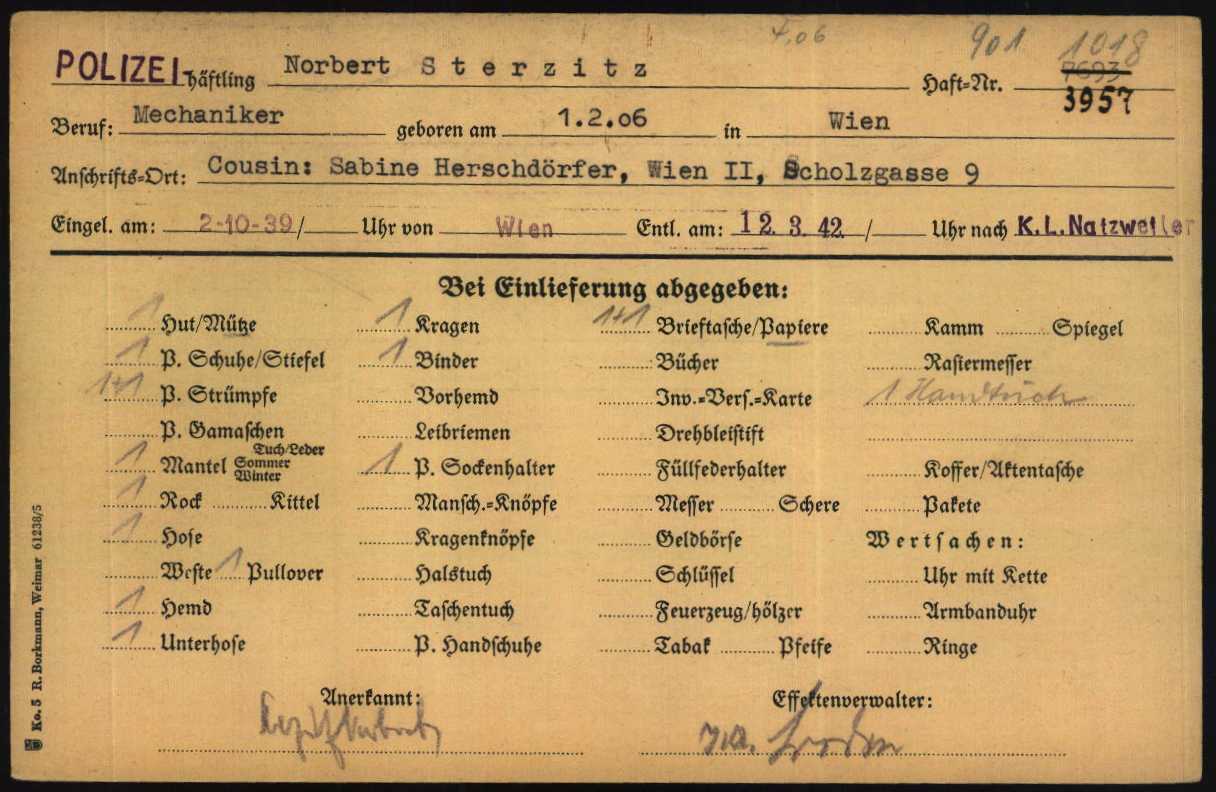 4.06 901 1018
POLIZEI-häftling Norbert Sterzitz Haft=Nr. 7693 3957
Beruf: Mechaniker geboren am 1.2.06 in Wien
Anschrifts=Ort: Cousin: Sabine Herschdörfer, Wien II, Scholzgasse 9
Eingel. am: 2-10-39/ Uhr von Wien Entl. am: 12.3.42 / Uhr nach K.L.Natzweiler
Bei Einlieferung abgegeben:
1 Hut/Mütze 1 Kragen 1+1 Brieftasche/Papiere Kamm Spiegel
1 P. Schuhe/Stiefel 1 Binder Bücher Rasiermesser
1+1 P. Strümpfe Vorhemd Inv.=Vers.=Karte 1 Handtuch
P. Gamaschen Leibriemen Drehbleistift
1 Mantel Tuch/Leder Sommer Winter 1 P. Sockenhalter Füllfederhalter Koffer/Aktentasche
1 Rock Kittel Mansch.=Knöpfe Messer Schere Pakete
1 Hose Kragenknöpfe Geldbörse Wertsachen:
Weste 1 Pullover Halstuch Schlüssel Uhr mit Kette
1 Hemd Taschentuch Feuerzeug/hölzer Armbanduhr
1 Unterhose P. Handschuhe Tabak Pfeife Ringe
Anerkannt: Effektenverwalter:
Ko. 5 R. Borkmann, Weimar 61238/5